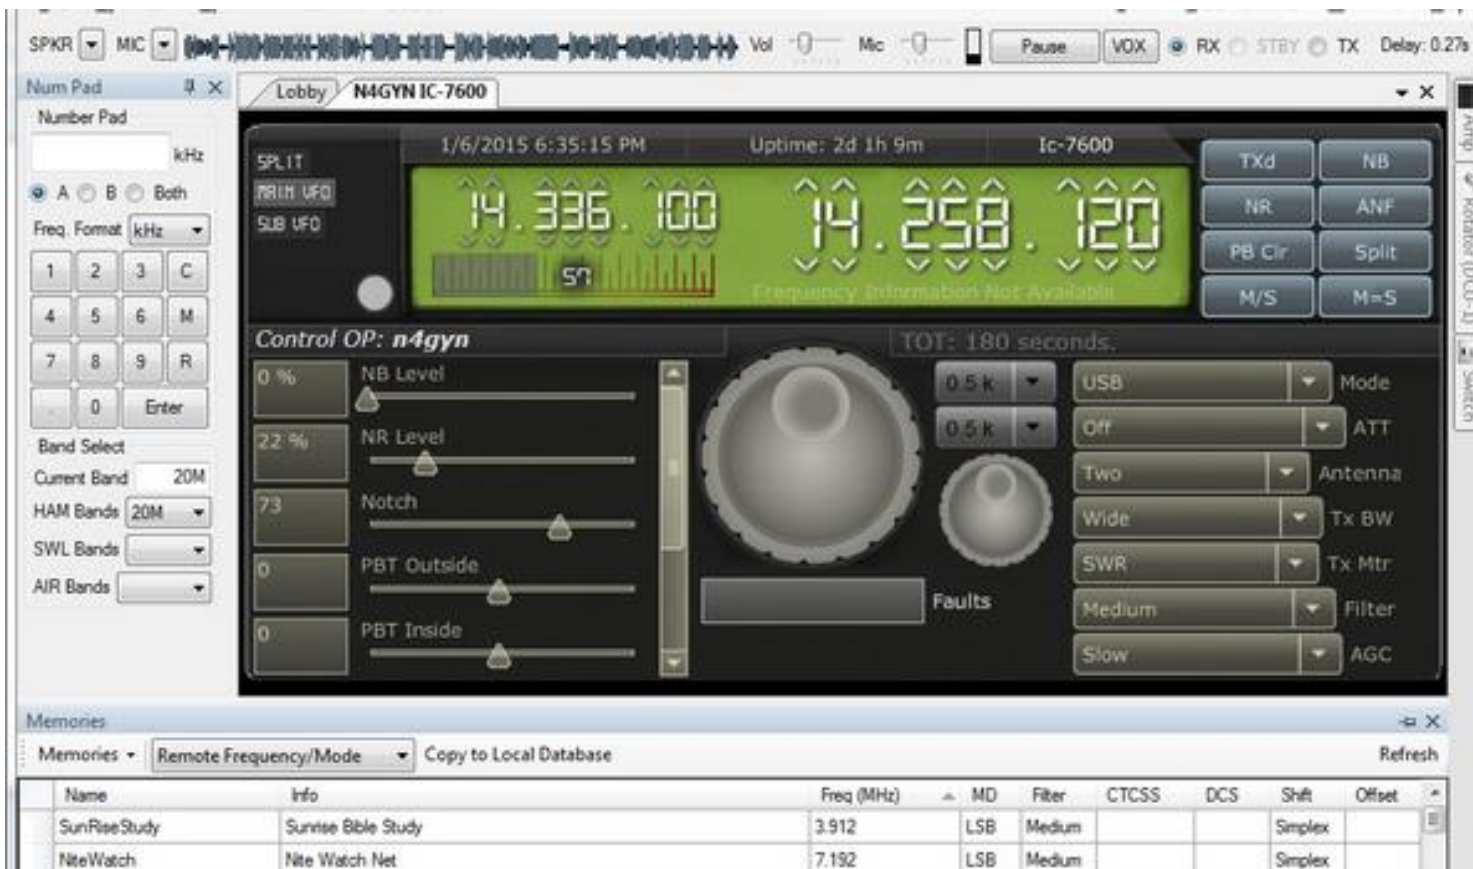 SPKR MIC Vol Mic Pause VOX RX STBY TX Delay: 0.27s
Num Pad
Number Pad
kHz
A B Both
Freq. Format kHz
1 2 3 C
4 5 6 M
7 8 9 R
. 0 Enter
Band Select
Current Band 20M
HAM Bands 20M
SWL Bands
AIR Bands
Lobby N4GYN IC-7600
1/6/2015 6:35:15 PM Uptime: 2d 1h 9m Ic-7600
SPLIT
MAIN VFO
SUB VFO
14.336.100 14.258.120
S7
Frequency Information Not Available
TXd NB
NR ANF
PB Clr Split
M/S M=S
Control OP: n4gyn TOT: 180 seconds.
0 % NB Level
22 % NR Level
73 Notch
0 PBT Outside
0 PBT Inside
0.5 k
0.5 k
Faults
USB Mode
Off ATT
Two Antenna
Wide Tx BW
SWR Tx Mtr
Medium Filter
Slow AGC
Amp
Rotator (DCU-1)
Switch
Memories
Memories Remote Frequency/Mode Copy to Local Database Refresh
Name Info Freq (MHz) MD Filter CTCSS DCS Shift Offset
SunRiseStudy Sunrise Bible Study 3.912 LSB Medium Simplex
NiteWatch Nite Watch Net 7.192 LSB Medium Simplex